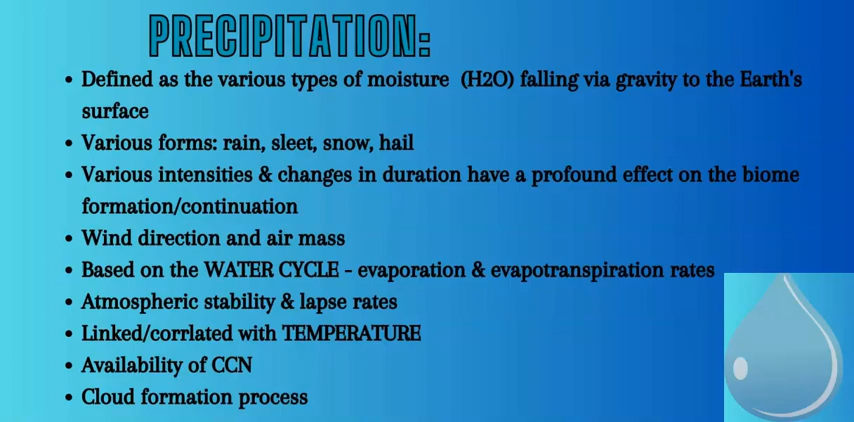 PRECIPITATION:
• Defined as the various types of moisture (H2O) falling via gravity to the Earth's
surface
• Various forms: rain, sleet, snow, hail
• Various intensities & changes in duration have a profound effect on the biome
formation/continuation
• Wind direction and air mass
• Based on the WATER CYCLE - evaporation & evapotranspiration rates
• Atmospheric stability & lapse rates
• Linked/corrlated with TEMPERATURE
• Availability of CCN
• Cloud formation process